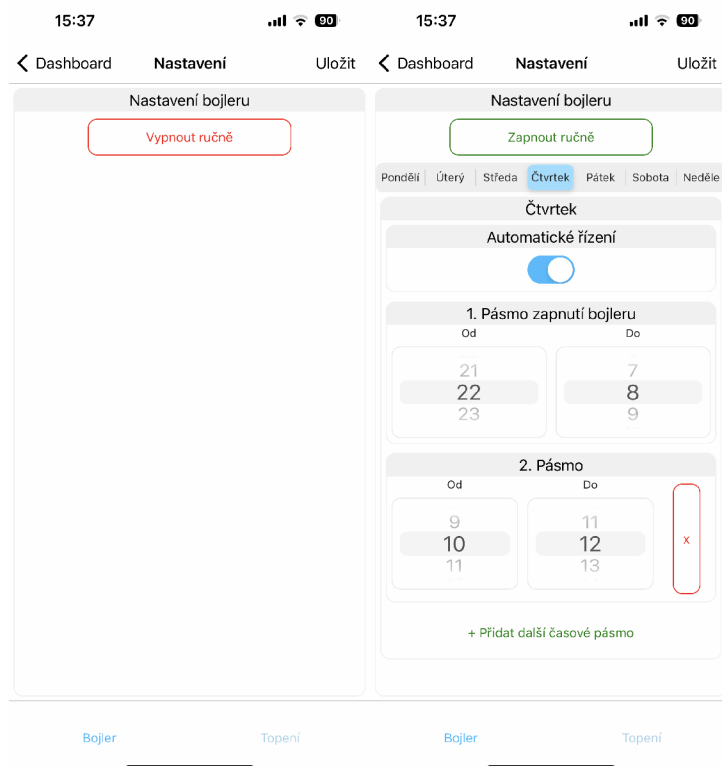 15:37
90
Dashboard Nastavení Uložit
Nastavení bojleru
Vypnout ručně
Bojler Topení
15:37
90
Dashboard Nastavení Uložit
Nastavení bojleru
Zapnout ručně
Pondělí Úterý Středa Čtvrtek Pátek Sobota Neděle
Čtvrtek
Automatické řízení
1. Pásmo zapnutí bojleru
Od Do
21 7
22 8
23 9
2. Pásmo
Od Do
9 11
10 12 X
11 13
+ Přidat další časové pásmo
Bojler Topení